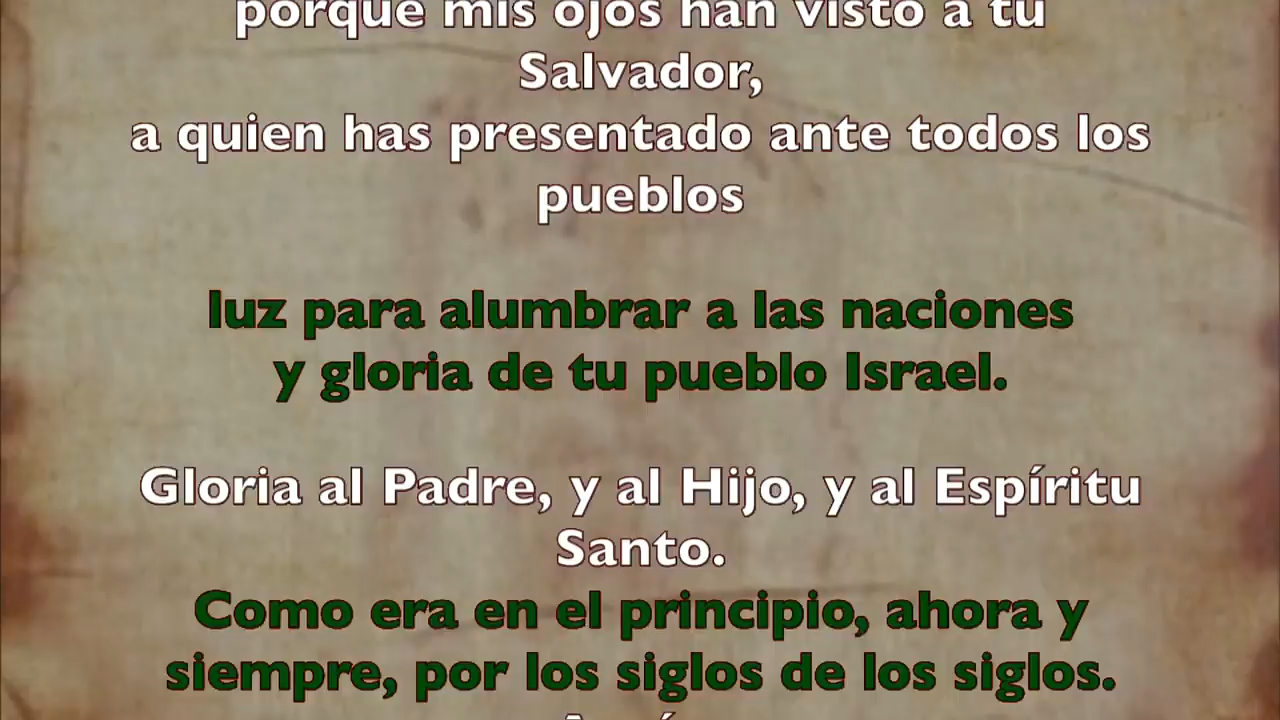 porque mis ojos han visto a tu
Salvador,
a quien has presentado ante todos los
pueblos
luz para alumbrar a las naciones
y gloria de tu pueblo Israel.
Gloria al Padre, y al Hijo, y al Espíritu
Santo.
Como era en el principio, ahora y
siempre, por los siglos de los siglos.